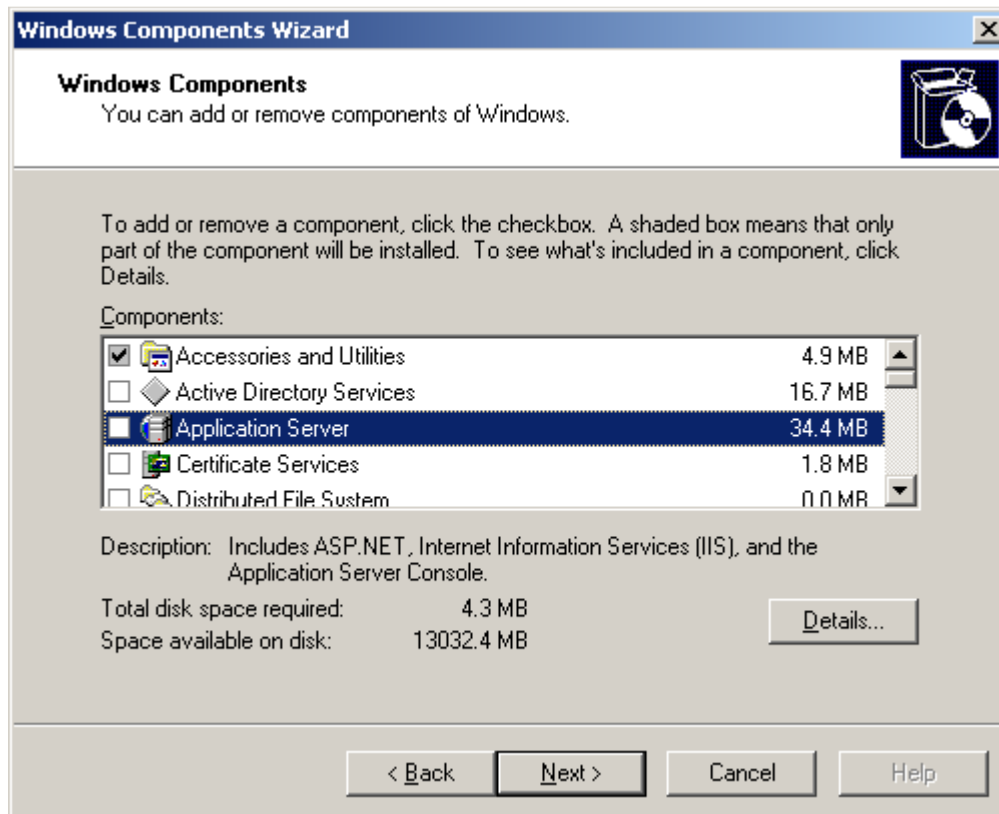 Windows Components Wizard
Windows Components
You can add or remove components of Windows.
To add or remove a component, click the checkbox. A shaded box means that only
part of the component will be installed. To see what's included in a component, click
Details.
Components:
Accessories and Utilities 4.9 MB
Active Directory Services 16.7 MB
Application Server 34.4 MB
Certificate Services 1.8 MB
Distributed File System 0.0 MB
Description: Includes ASP.NET, Internet Information Services (IIS), and the
Application Server Console.
Total disk space required: 4.3 MB
Space available on disk: 13032.4 MB
Details...
< Back Next > Cancel Help